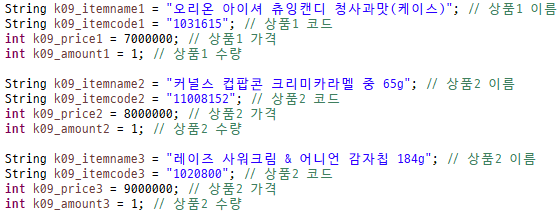 String k09_itemname1 = "오리온 아이셔 츄잉캔디 청사과맛(케이스)"; // 상품1 이름
String k09_itemcode1 = "1031615"; // 상품1 코드
int k09_price1 = 7000000; // 상품1 가격
int k09_amount1 = 1; // 상품1 수량
String k09_itemname2 = "커널스 컵팝콘 크리미카라멜 중 65g"; // 상품2 이름
String k09_itemcode2 = "11008152"; // 상품2 코드
int k09_price2 = 8000000; // 상품2 가격
int k09_amount2 = 1; // 상품2 수량
String k09_itemname3 = "레이즈 사워크림 & 어니언 감자칩 184g"; // 상품2 이름
String k09_itemcode3 = "1020800"; // 상품2 코드
int k09_price3 = 9000000; // 상품2 가격
int k09_amount3 = 1; // 상품2 수량